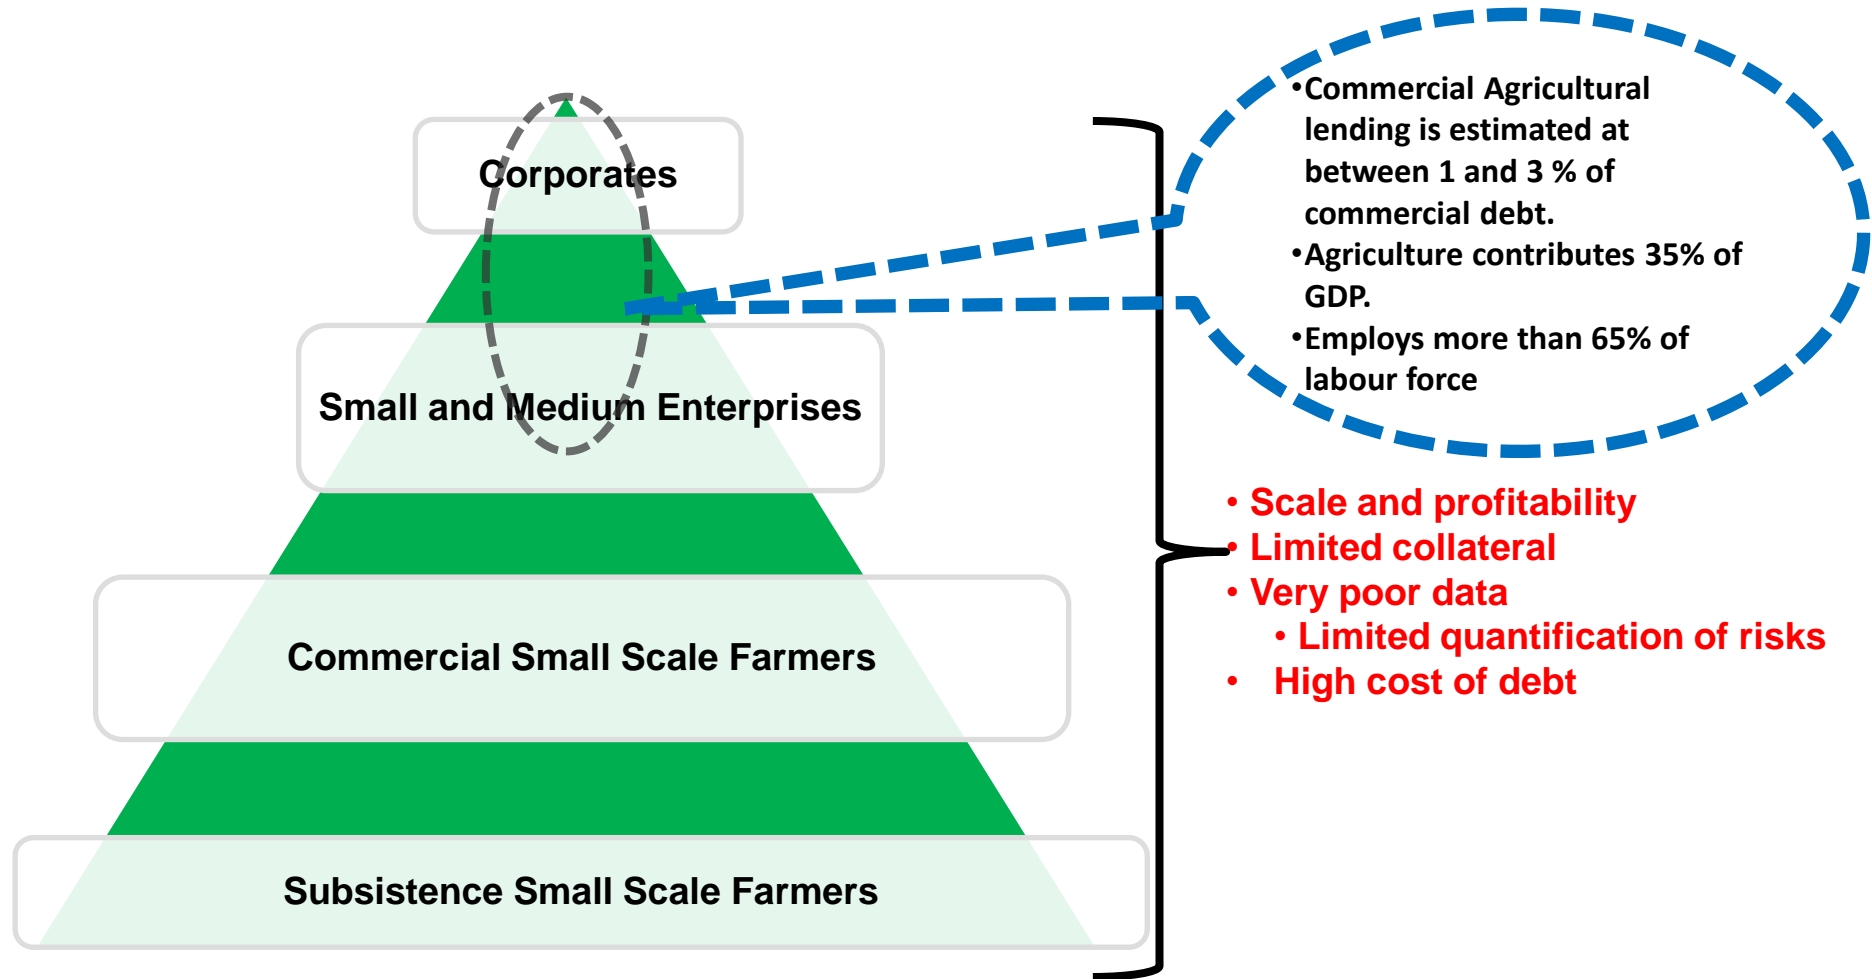 Corporates
Small and Medium Enterprises
Commercial Small Scale Farmers
Subsistence Small Scale Farmers
•Commercial Agricultural
lending is estimated at
between 1 and 3 % of
commercial debt.
•Agriculture contributes 35% of
GDP.
•Employs more than 65% of
labour force
• Scale and profitability
• Limited collateral
• Very poor data
• Limited quantification of risks
• High cost of debt